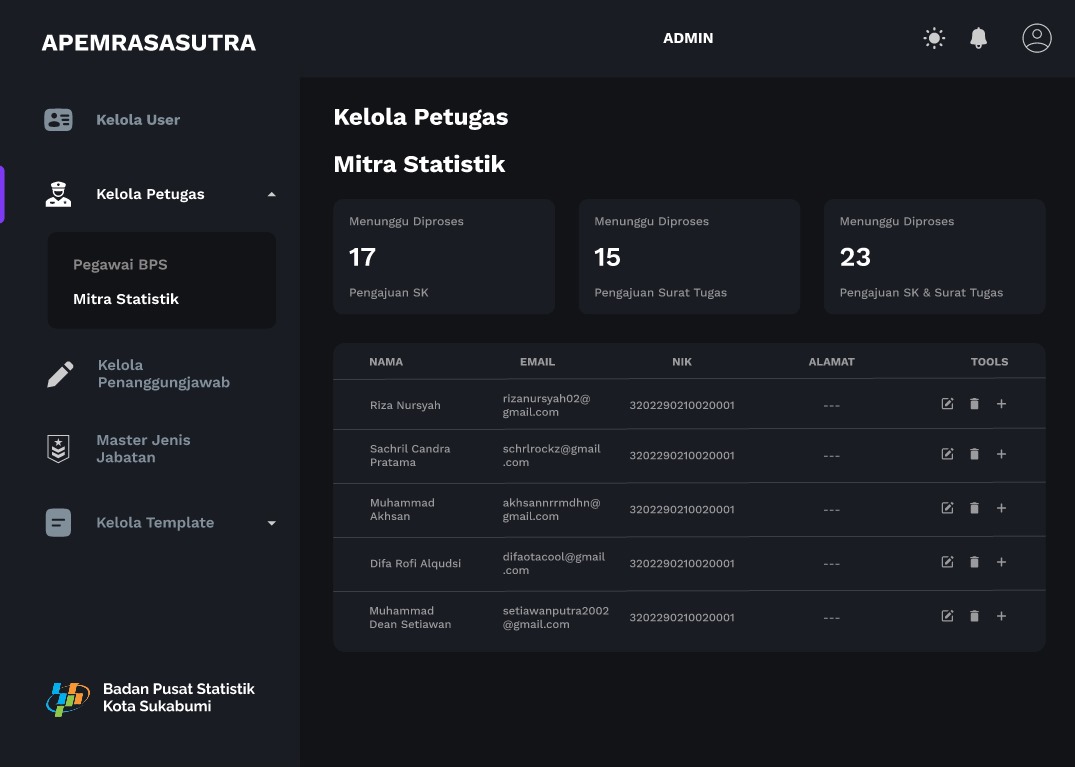 APEMRASASUTRA
ADMIN
Kelola User
Kelola Petugas
Pegawai BPS
Mitra Statistik
Kelola
Penanggungjawab
Master Jenis
Jabatan
Kelola Template
Badan Pusat Statistik
Kota Sukabumi
Kelola Petugas
Mitra Statistik
Menunggu Diproses
17
Pengajuan SK
Menunggu Diproses
15
Pengajuan Surat Tugas
Menunggu Diproses
23
Pengajuan SK & Surat Tugas
NAMA EMAIL NIK ALAMAT TOOLS
Riza Nursyah
rizanursyah02@
gmail.com
3202290210020001
---
Sachril Candra
Pratama
schrlrockz@gmail
.com
3202290210020001
---
Muhammad
Akhsan
akhsannrrmdhn@
gmail.com
3202290210020001
---
Difa Rofi Alqudsi
difaotacool@gmail
.com
3202290210020001
---
Muhammad
Dean Setiawan
setiawanputra2002
@gmail.com
3202290210020001
---